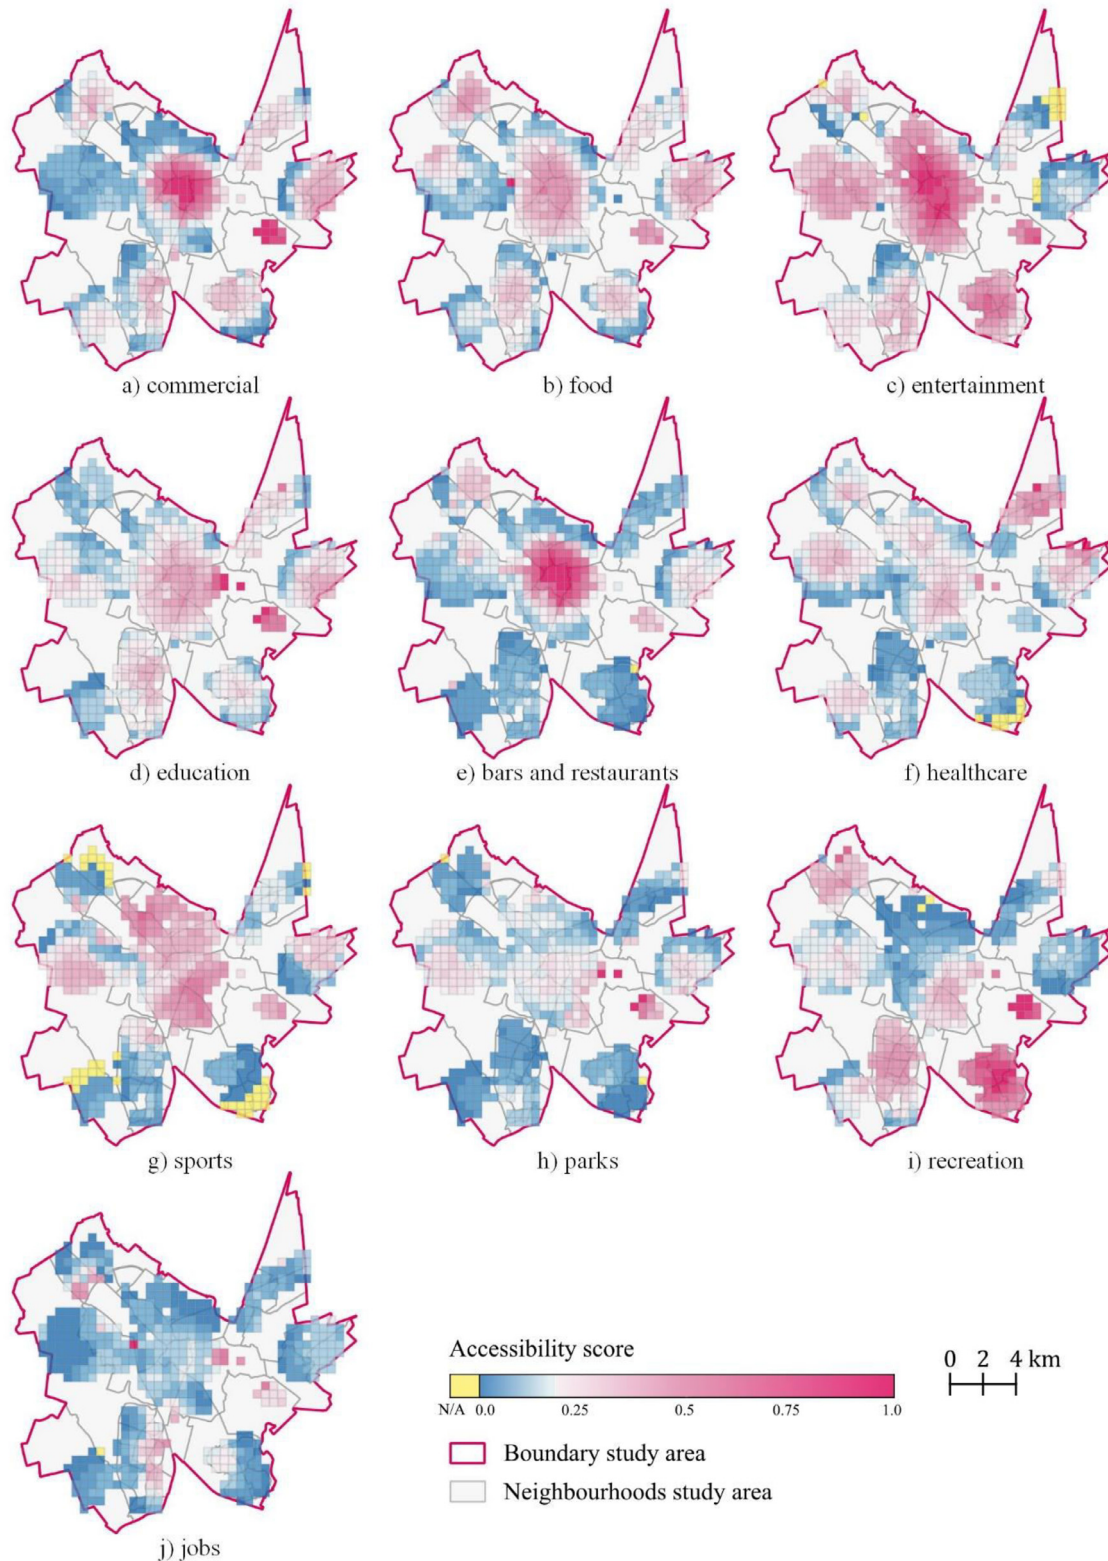 a) commercial
b) food
c) entertainment
d) education
e) bars and restaurants
f) healthcare
g) sports
h) parks
i) recreation
Accessibility score
N/A 0.0 0.25 0.5 0.75 1.0
0 2 4 km
Boundary study area
Neighbourhoods study area
j) jobs